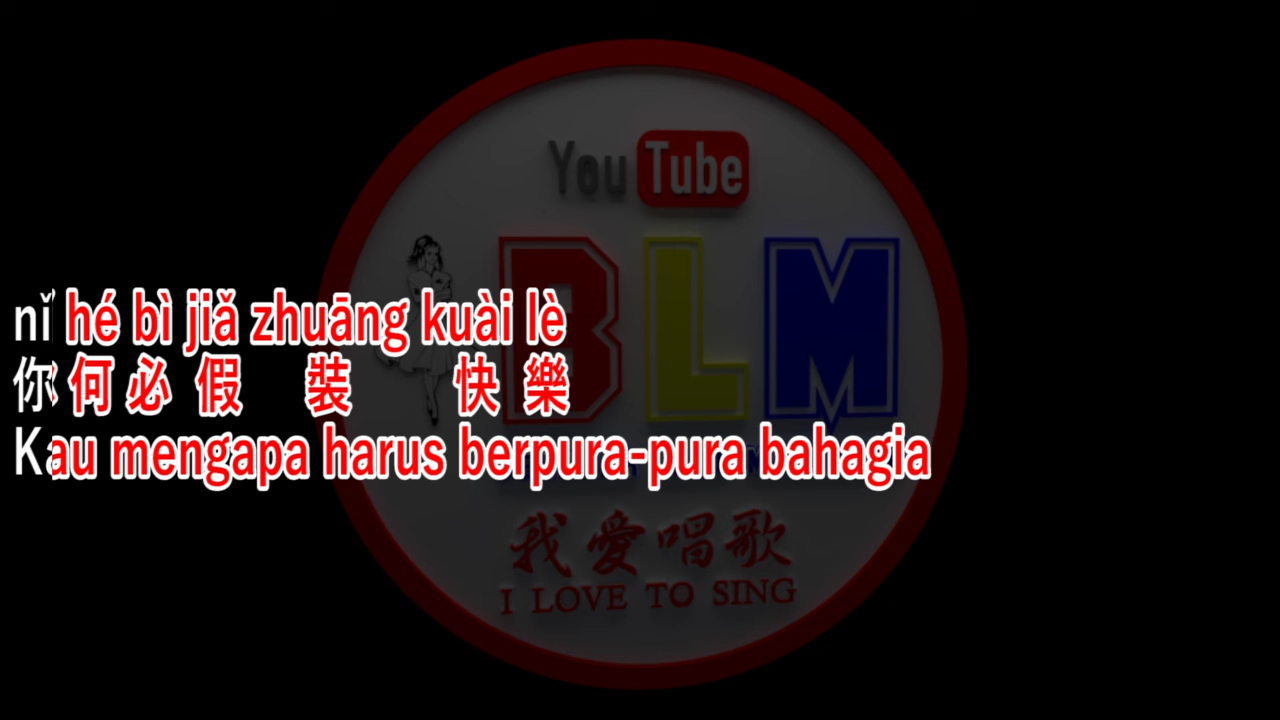 YouTube
BLM
nǐ hé bì jiǎ zhuāng kuài lè
你何必假裝快樂
Kau mengapa harus berpura-pura bahagia
我愛唱歌
I LOVE TO SING